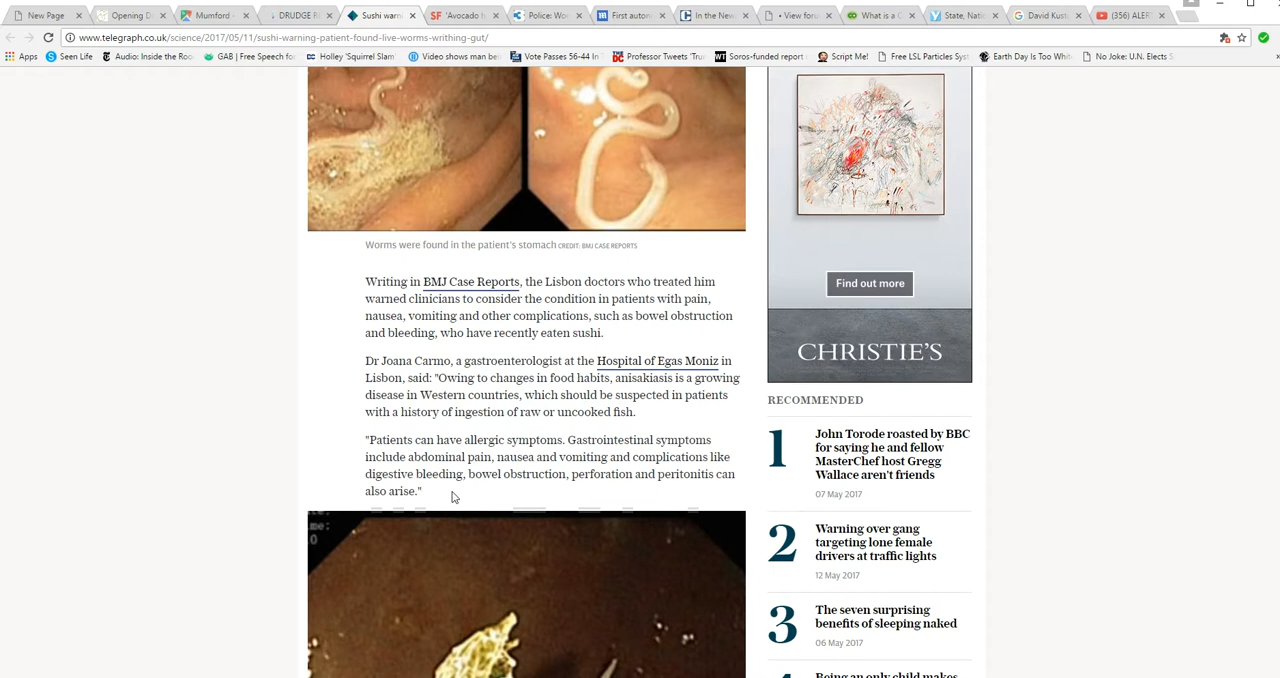 New Page
Opening D
Mumford
DRUDGE R
Sushi warn
'Avocado h
Police: Wo
First auton
In the New
View foru
What is a C
State, Nati
David Kust
(356) ALER
www.telegraph.co.uk/science/2017/05/11/sushi-warning-patient-found-live-worms-writhing-gut/
Apps
Seen Life
Audio: Inside the Roo
GAB | Free Speech fo
Holley 'Squirrel Slam'
Video shows man bei
Vote Passes 56-44 In
Professor Tweets 'Tru
Soros-funded report
Script Me!
Free LSL Particles Syst
Earth Day Is Too Whit
No Joke: U.N. Elects S
Worms were found in the patient's stomach CREDIT: BMJ CASE REPORTS
Writing in BMJ Case Reports, the Lisbon doctors who treated him
warned clinicians to consider the condition in patients with pain,
nausea, vomiting and other complications, such as bowel obstruction
and bleeding, who have recently eaten sushi.
Dr Joana Carmo, a gastroenterologist at the Hospital of Egas Moniz in
Lisbon, said: "Owing to changes in food habits, anisakiasis is a growing
disease in Western countries, which should be suspected in patients
with a history of ingestion of raw or uncooked fish.
"Patients can have allergic symptoms. Gastrointestinal symptoms
include abdominal pain, nausea and vomiting and complications like
digestive bleeding, bowel obstruction, perforation and peritonitis can
also arise."
me:
0
Find out more
CHRISTIE'S
RECOMMENDED
1
John Torode roasted by BBC
for saying he and fellow
MasterChef host Gregg
Wallace aren't friends
07 May 2017
2
Warning over gang
targeting lone female
drivers at traffic lights
12 May 2017
3
The seven surprising
benefits of sleeping naked
06 May 2017
Being an only child makes